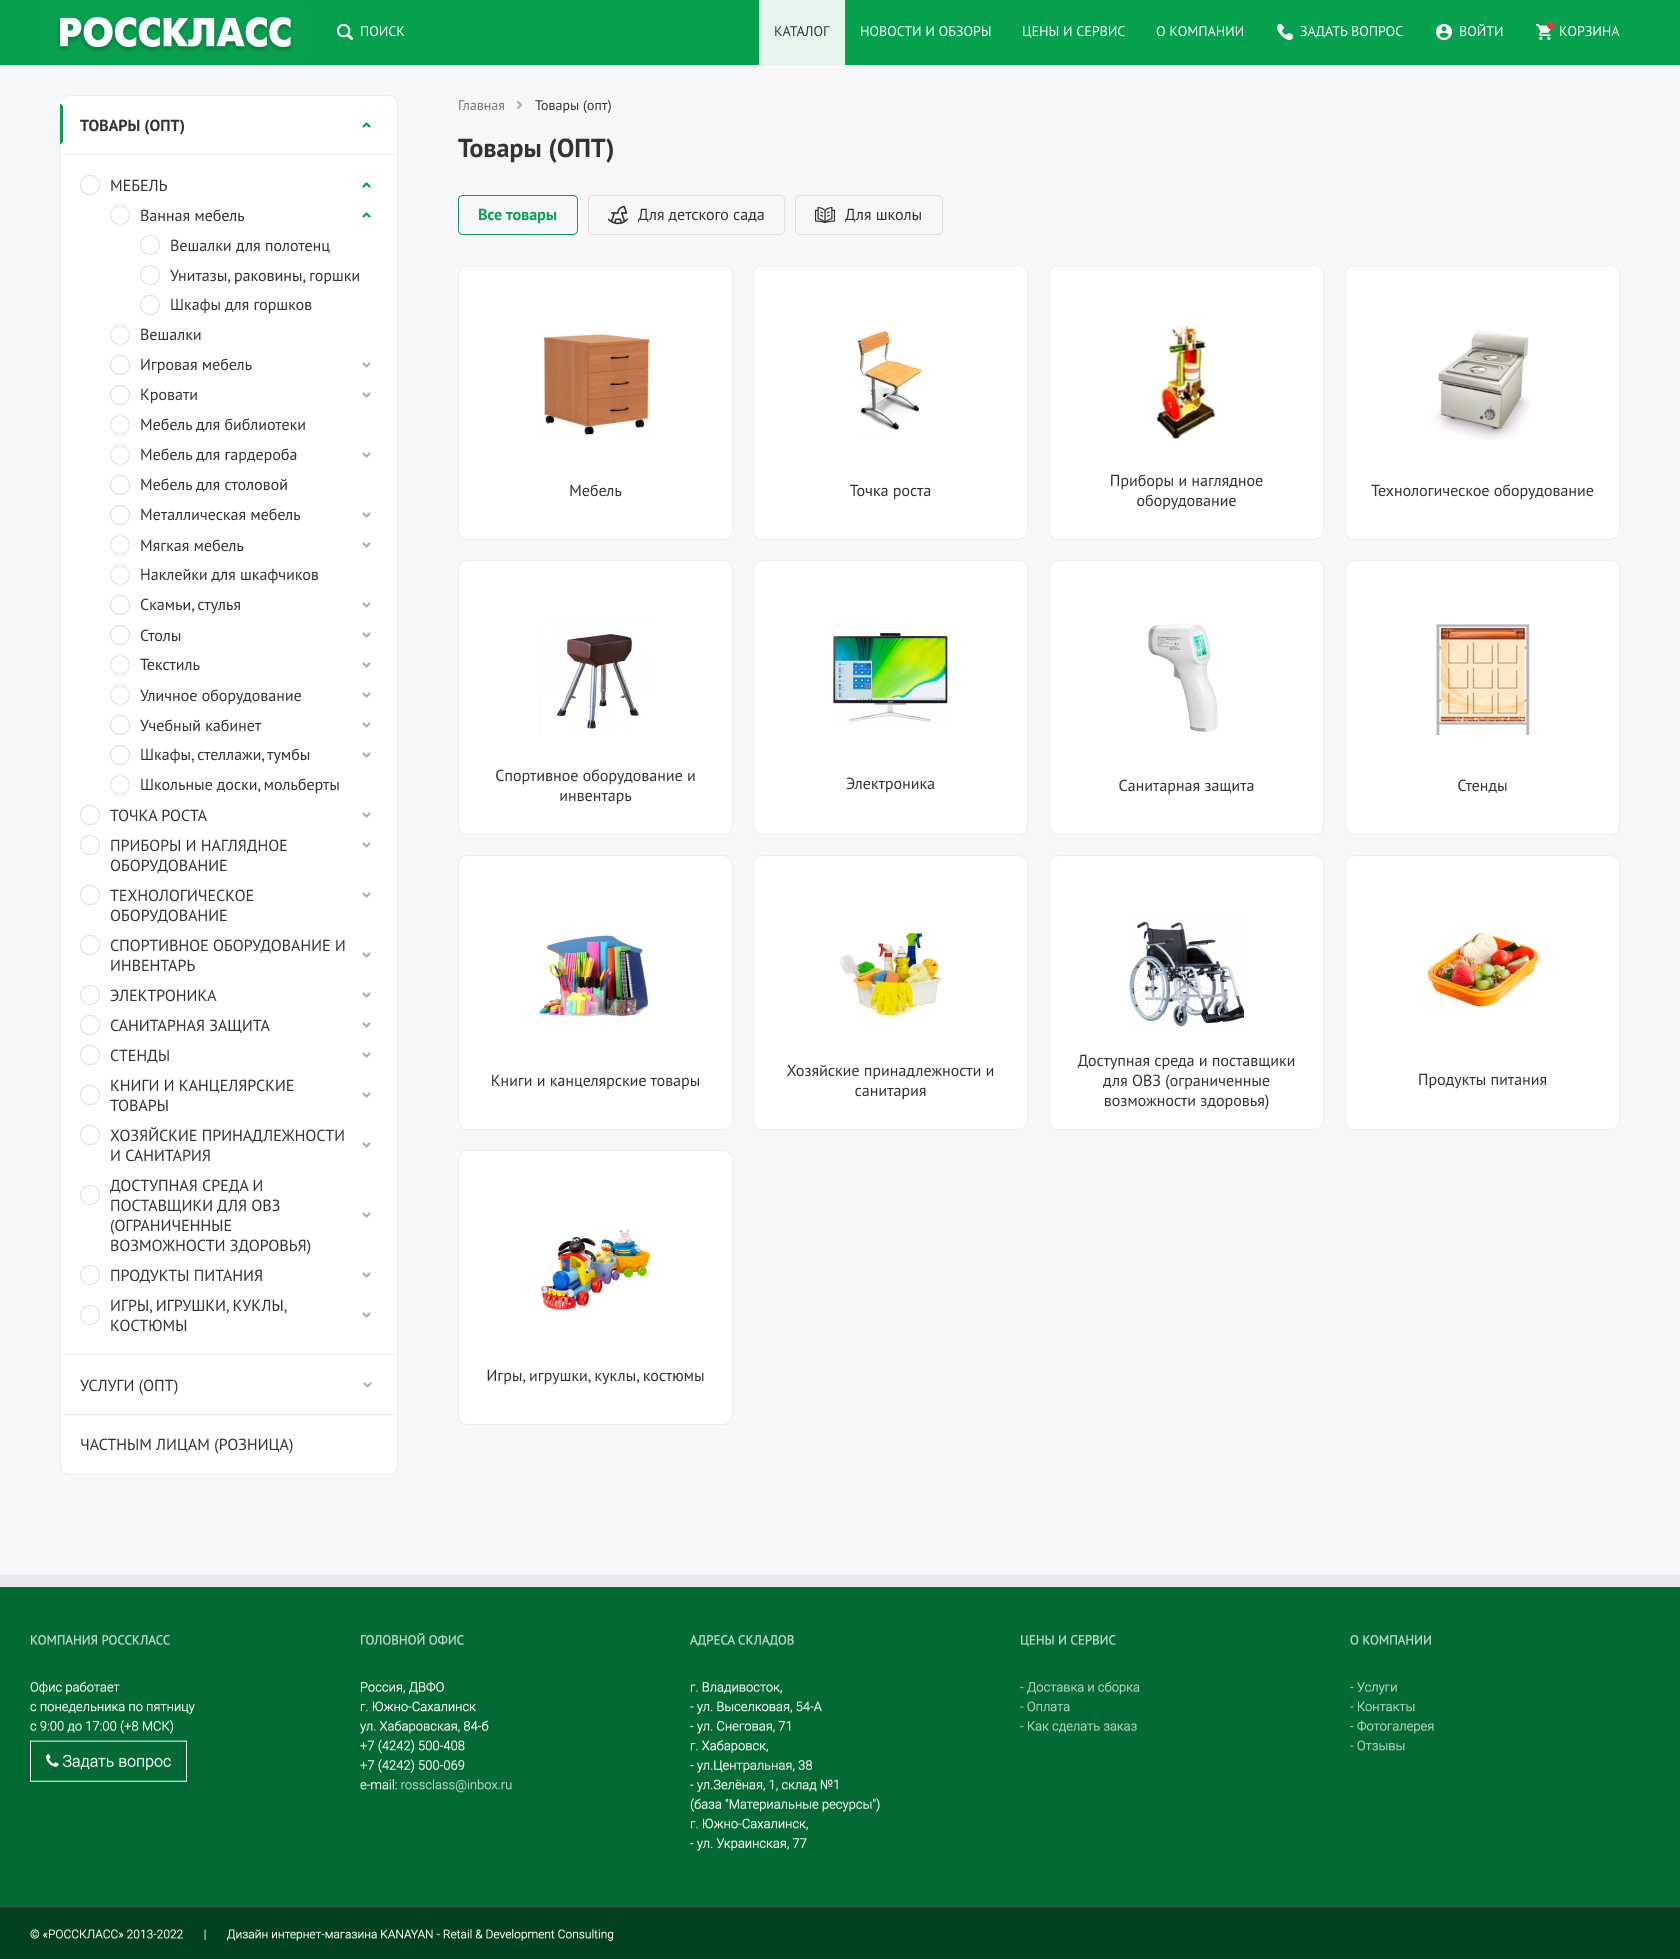 РОССКЛАСС
ПОИСК
КАТАЛОГ
НОВОСТИ И ОБЗОРЫ
ЦЕНЫ И СЕРВИС
О КОМПАНИИ
ЗАДАТЬ ВОПРОС
ВОЙТИ
КОРЗИНА
ТОВАРЫ (ОПТ)
МЕБЕЛЬ
Ванная мебель
Вешалки для полотенц
Унитазы, раковины, горшки
Шкафы для горшков
Вешалки
Игровая мебель
Кровати
Мебель для библиотеки
Мебель для гардероба
Мебель для столовой
Металлическая мебель
Мягкая мебель
Наклейки для шкафчиков
Скамьи, стулья
Столы
Текстиль
Уличное оборудование
Учебный кабинет
Шкафы, стеллажи, тумбы
Школьные доски, мольберты
ТОЧКА РОСТА
ПРИБОРЫ И НАГЛЯДНОЕ
ОБОРУДОВАНИЕ
ТЕХНОЛОГИЧЕСКОЕ
ОБОРУДОВАНИЕ
СПОРТИВНОЕ ОБОРУДОВАНИЕ И
ИНВЕНТАРЬ
ЭЛЕКТРОНИКА
САНИТАРНАЯ ЗАЩИТА
СТЕНДЫ
КНИГИ И КАНЦЕЛЯРСКИЕ
ТОВАРЫ
ХОЗЯЙСКИЕ ПРИНАДЛЕЖНОСТИ
И САНИТАРИЯ
ДОСТУПНАЯ СРЕДА И
ПОСТАВЩИКИ ДЛЯ ОВЗ
(ОГРАНИЧЕННЫЕ
ВОЗМОЖНОСТИ ЗДОРОВЬЯ)
ПРОДУКТЫ ПИТАНИЯ
ИГРЫ, ИГРУШКИ, КУКЛЫ,
КОСТЮМЫ
УСЛУГИ (ОПТ)
ЧАСТНЫМ ЛИЦАМ (РОЗНИЦА)
Главная
Товары (опт)
Товары (ОПТ)
Все товары
Для детского сада
Для школы
Мебель
Точка роста
Приборы и наглядное
оборудование
Технологическое оборудование
Спортивное оборудование и
инвентарь
Электроника
Санитарная защита
Стенды
Книги и канцелярские товары
Хозяйские принадлежности и
санитария
Доступная среда и поставщики
для ОВЗ (ограниченные
возможности здоровья)
Продукты питания
Игры, игрушки, куклы, костюмы
КОМПАНИЯ РОССКЛАСС
Офис работает
с понедельника по пятницу
с 9:00 до 17:00 (+8 МСК)
Задать вопрос
ГОЛОВНОЙ ОФИС
Россия, ДВФО
г. Южно-Сахалинск
ул. Хабаровская, 84-б
+7 (4242) 500-408
+7 (4242) 500-069
e-mail: rossclass@inbox.ru
АДРЕСА СКЛАДОВ
г. Владивосток,
- ул. Выселковая, 54-А
- ул. Снеговая, 71
г. Хабаровск,
- ул.Центральная, 38
- ул.Зелёная, 1, склад №1
(база "Материальные ресурсы")
г. Южно-Сахалинск,
- ул. Украинская, 77
ЦЕНЫ И СЕРВИС
- Доставка и сборка
- Оплата
- Как сделать заказ
О КОМПАНИИ
- Услуги
- Контакты
- Фотогалерея
- Отзывы
© «РОССКЛАСС» 2013-2022 | Дизайн интернет-магазина KANAYAN - Retail & Development Consulting